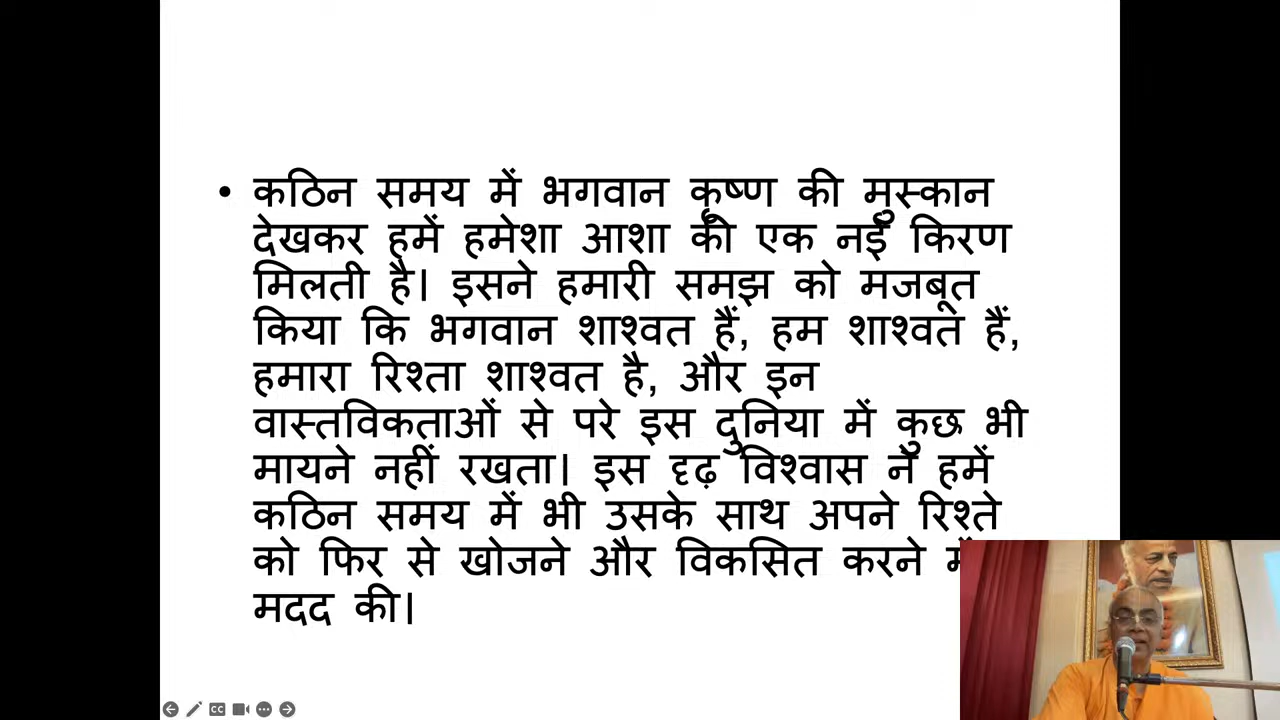 • कठिन समय में भगवान कृष्ण की मुस्कान
देखकर हमें हमेशा आशा की एक नई किरण
मिलती है। इसने हमारी समझ को मजबूत
किया कि भगवान शाश्वत हैं, हम शाश्वत हैं,
हमारा रिश्ता शाश्वत है, और इन
वास्तविकताओं से परे इस दुनिया में कुछ भी
मायने नहीं रखता। इस दृढ़ विश्वास ने हमें
कठिन समय में भी उसके साथ अपने रिश्ते
को फिर से खोजने और विकसित करने में
मदद की।
CC